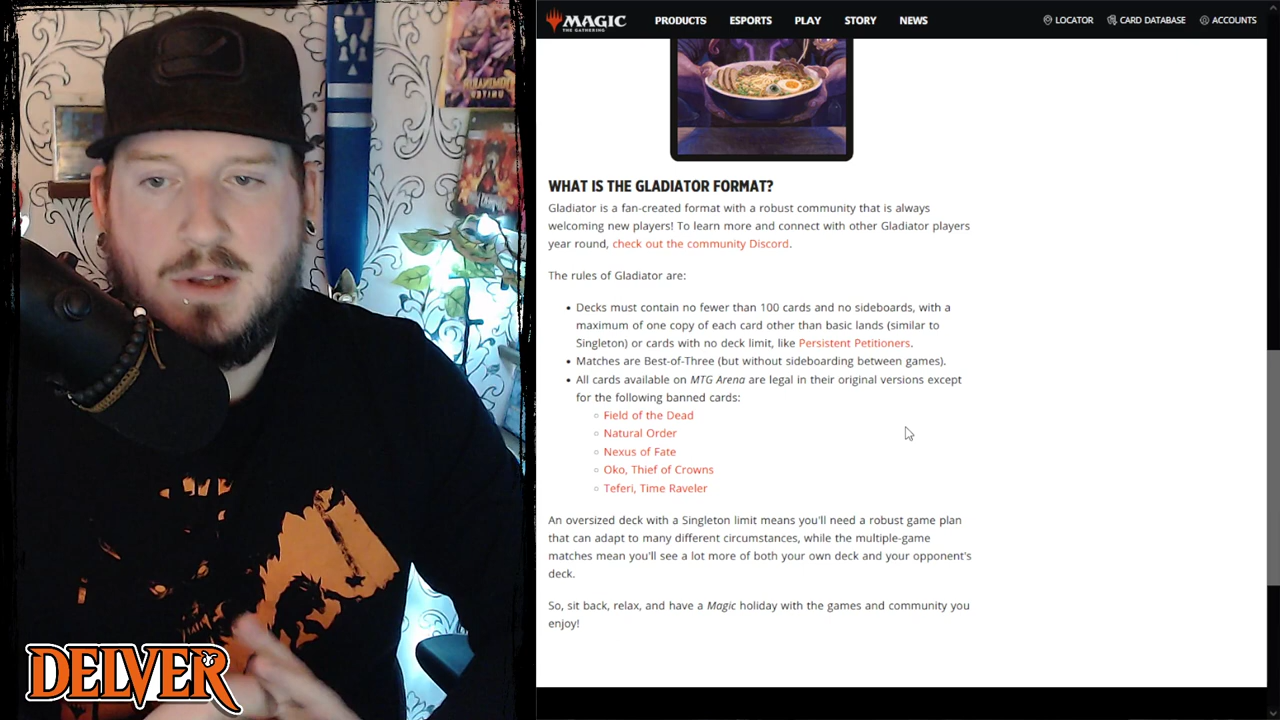 MAGIC
THE GATHERING
PRODUCTS ESPORTS PLAY STORY NEWS
LOCATOR CARD DATABASE ACCOUNTS
WHAT IS THE GLADIATOR FORMAT?
Gladiator is a fan-created format with a robust community that is always
welcoming new players! To learn more and connect with other Gladiator players
year round, check out the community Discord.
The rules of Gladiator are:
• Decks must contain no fewer than 100 cards and no sideboards, with a
maximum of one copy of each card other than basic lands (similar to
Singleton) or cards with no deck limit, like Persistent Petitioners.
• Matches are Best-of-Three (but without sideboarding between games).
• All cards available on MTG Arena are legal in their original versions except
for the following banned cards:
○ Field of the Dead
○ Natural Order
○ Nexus of Fate
○ Oko, Thief of Crowns
○ Teferi, Time Raveler
An oversized deck with a Singleton limit means you'll need a robust game plan
that can adapt to many different circumstances, while the multiple-game
matches mean you'll see a lot more of both your own deck and your opponent's
deck.
So, sit back, relax, and have a Magic holiday with the games and community you
enjoy!
DELVER